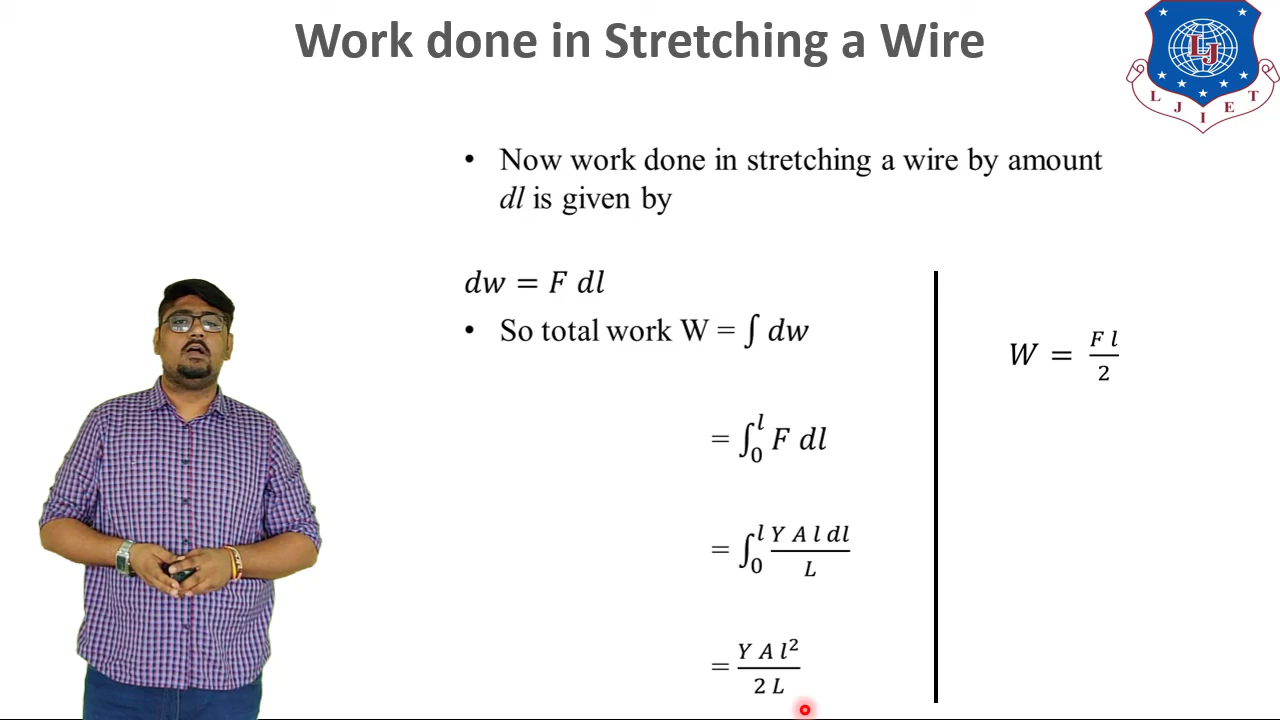 Work done in Stretching a Wire
LJ
L J I E T
• Now work done in stretching a wire by amount
dl is given by
dw = F dl
• So total work W = ∫ dw
= ∫₀ˡ F dl
= ∫₀ˡ Y A l dl / L
= Y A l² / 2 L
W = F l / 2